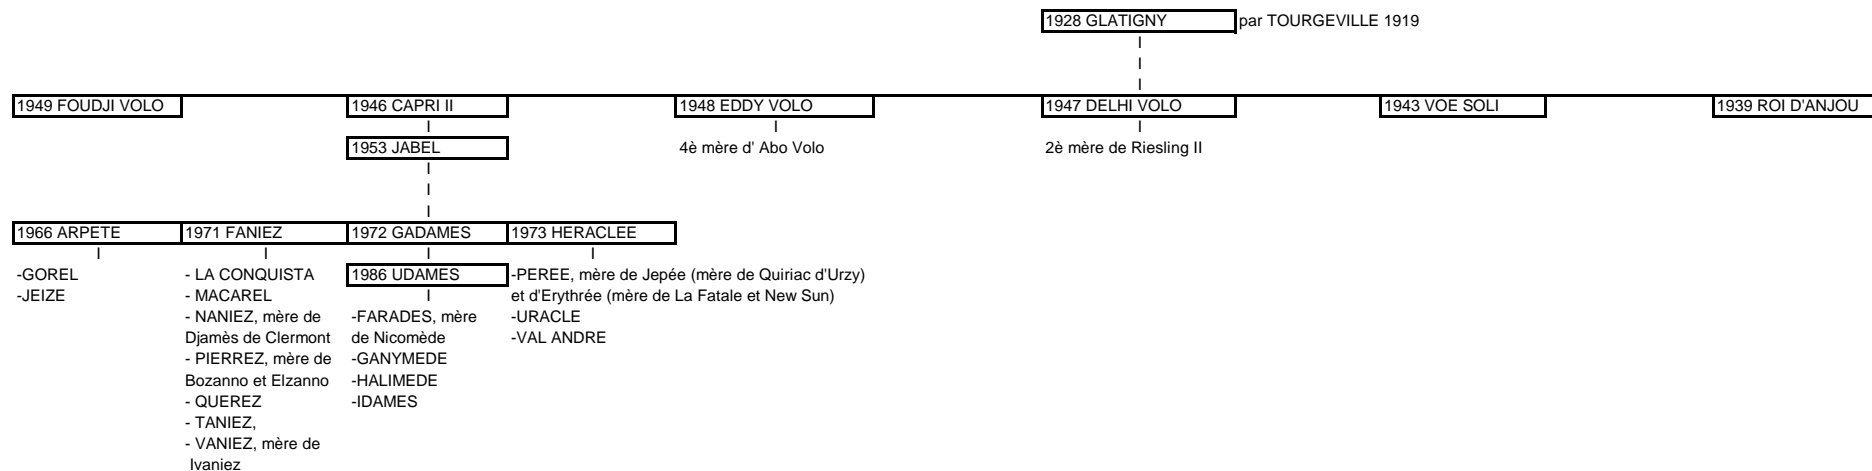 1928 GLATIGNY par TOURGEVILLE 1919
1949 FOUDJI VOLO 1946 CAPRI II 1948 EDDY VOLO 1947 DELHI VOLO 1943 VOE SOLI 1939 ROI D'ANJOU
1953 JABEL 4è mère d' Abo Volo 2è mère de Riesling II
1966 ARPETE 1971 FANIEZ 1972 GADAMES 1973 HERACLEE
-GOREL
-JEIZE
- LA CONQUISTA
- MACAREL
- NANIEZ, mère de
Djamès de Clermont
- PIERREZ, mère de
Bozanno et Elzanno
- QUEREZ
- TANIEZ,
- VANIEZ, mère de
Ivaniez
1986 UDAMES
-FARADES, mère
de Nicomède
-GANYMEDE
-HALIMEDE
-IDAMES
-PEREE, mère de Jepée (mère de Quiriac d'Urzy)
et d'Erythrée (mère de La Fatale et New Sun)
-URACLE
-VAL ANDRE